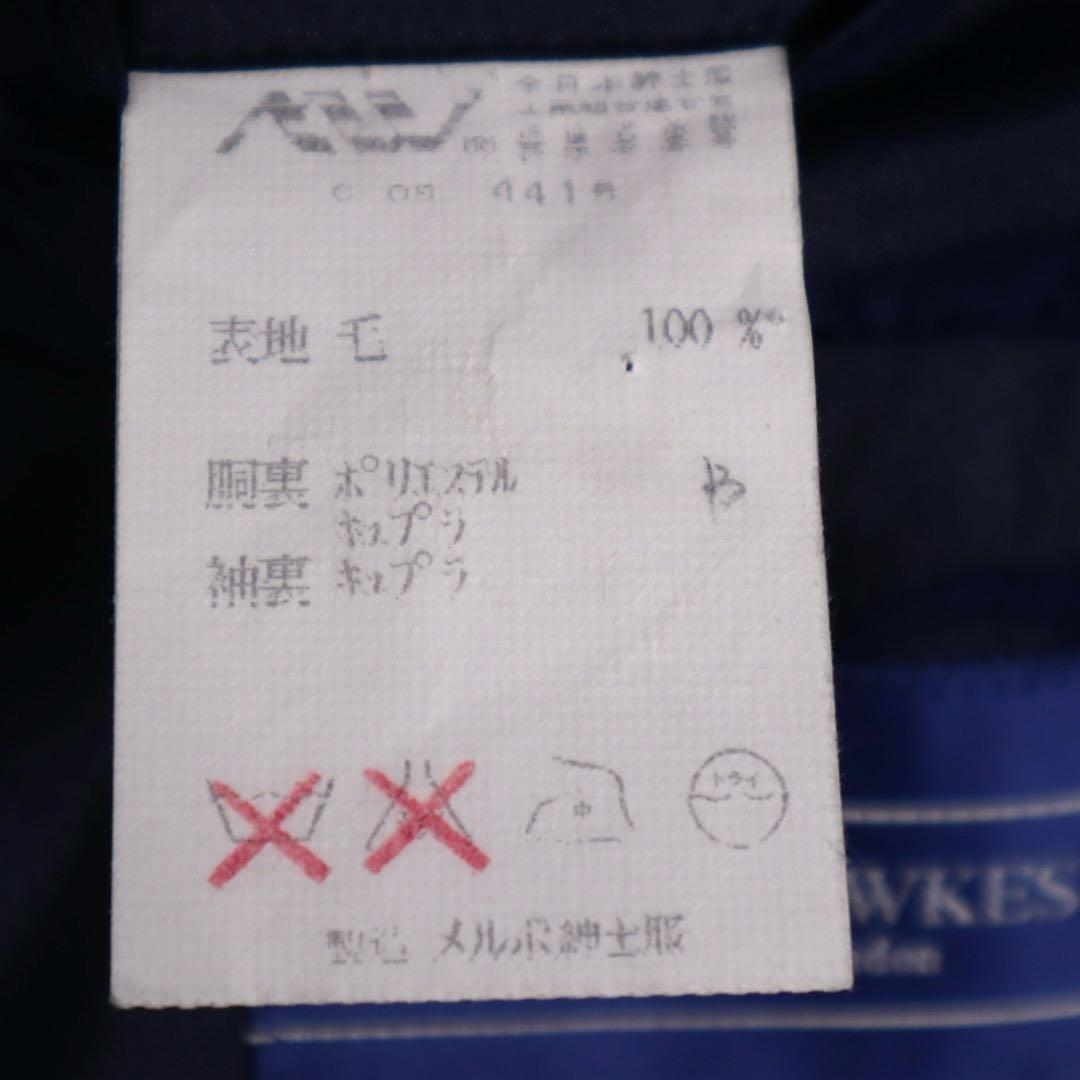 全日本紳士服
表地 毛 100 %
胴裏 ポリエステル B
キュプラ
袖裏 キュプラ
中
ドライ
製造 メルボ紳士服
WKES
don